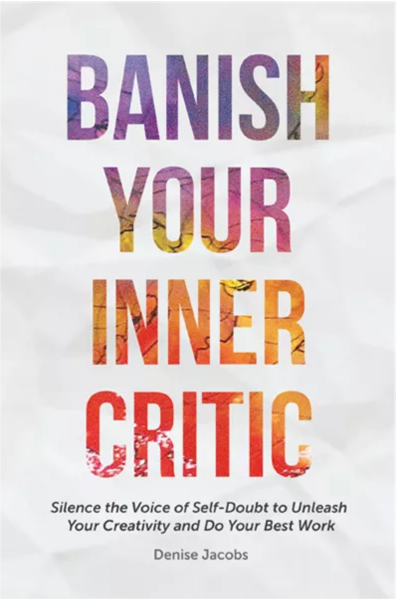 BANISH
YOUR
INNER
CRITIC
Silence the Voice of Self-Doubt to Unleash
Your Creativity and Do Your Best Work
Denise Jacobs